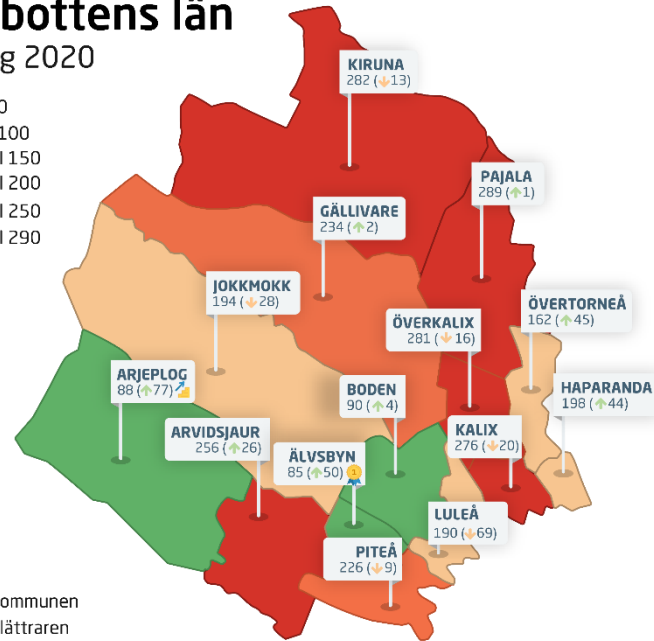 bottens län
g 2020
0
100
l 150
l 200
l 250
l 290
KIRUNA
282 (↓13)
PAJALA
289 (↑1)
GÄLLIVARE
234 (↑2)
JOKKMOKK
194 (↓28)
ÖVERTORNEÅ
162 (↑45)
ÖVERKALIX
281 (↓16)
ARJEPLOG
88 (↑77)
BODEN
90 (↑4)
HAPARANDA
198 (↑44)
ARVIDSJAUR
256 (↑26)
KALIX
276 (↓20)
ÄLVSBYN
85 (↑50)
1
LULEÅ
190 (↓69)
PITEÅ
226 (↓9)
ommunen
lättraren